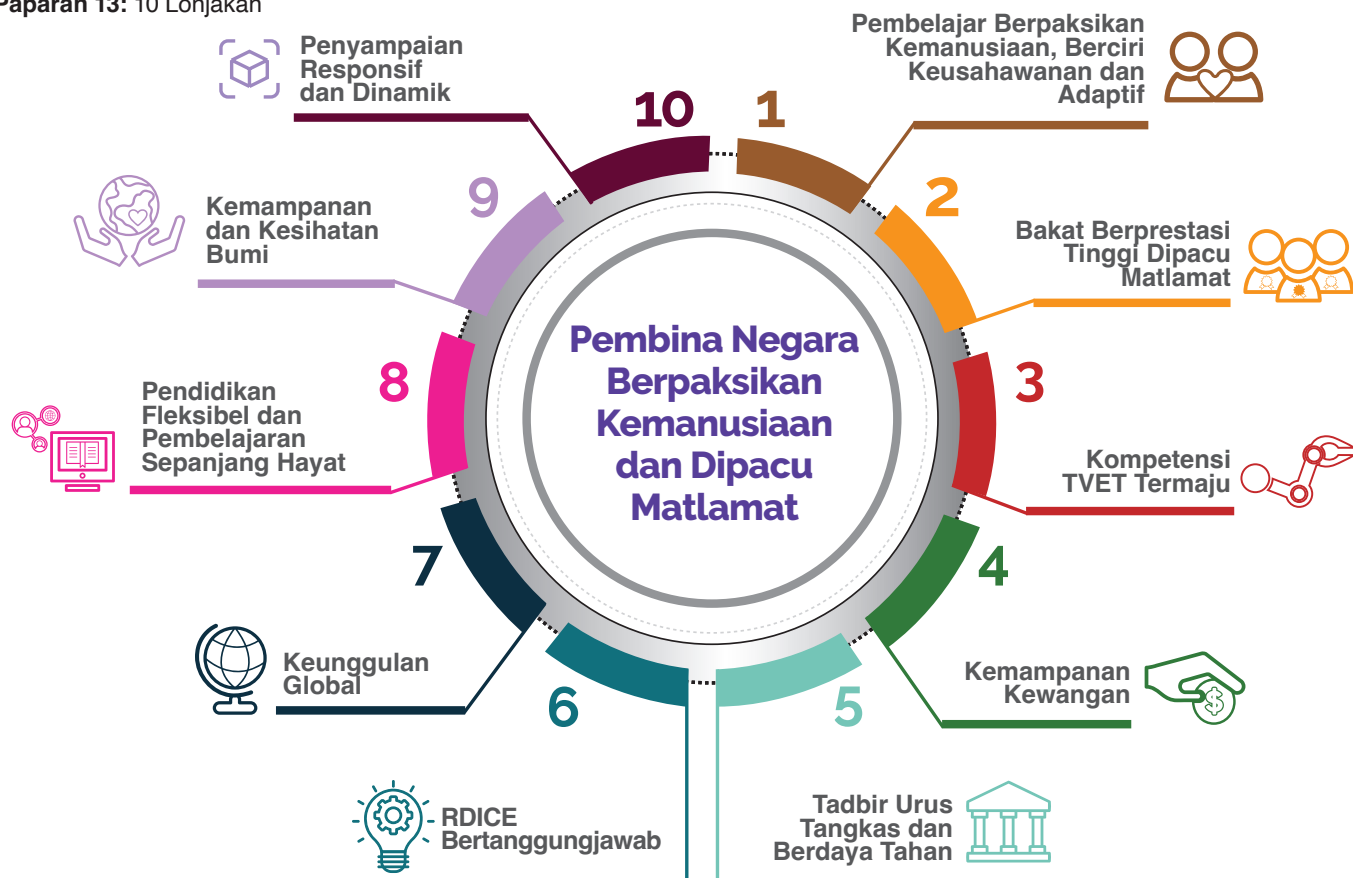 Paparan 13: 10 Lonjakan
1
Pembelajar Berpaksikan
Kemanusiaan, Berciri
Keusahawanan dan
Adaptif
2
Bakat Berprestasi
Tinggi Dipacu
Matlamat
3
Kompetensi
TVET Termaju
4
Kemampanan
Kewangan
$
5
Tadbir Urus
Tangkas dan
Berdaya Tahan
6
RDICE
Bertanggungjawab
7
Keunggulan
Global
8
Pendidikan
Fleksibel dan
Pembelajaran
Sepanjang Hayat
9
Kemampanan
dan Kesihatan
Bumi
10
Penyampaian
Responsif
dan Dinamik
Pembina Negara
Berpaksikan
Kemanusiaan
dan Dipacu
Matlamat